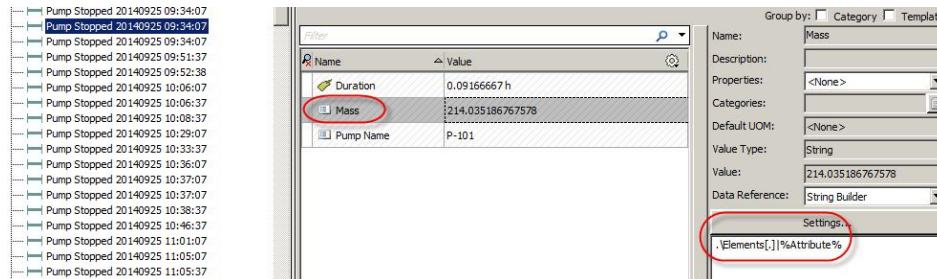 Pump Stopped 20140925 09:34:07
Pump Stopped 20140925 09:34:07
Pump Stopped 20140925 09:34:07
Pump Stopped 20140925 09:51:37
Pump Stopped 20140925 09:52:38
Pump Stopped 20140925 10:06:07
Pump Stopped 20140925 10:06:37
Pump Stopped 20140925 10:08:37
Pump Stopped 20140925 10:29:07
Pump Stopped 20140925 10:33:37
Pump Stopped 20140925 10:36:07
Pump Stopped 20140925 10:37:07
Pump Stopped 20140925 10:37:07
Pump Stopped 20140925 10:38:37
Pump Stopped 20140925 10:46:37
Pump Stopped 20140925 11:01:07
Pump Stopped 20140925 11:05:07
Pump Stopped 20140925 11:05:37
Filter
Name Value
Duration 0.09166667 h
Mass 214.035186767578
Pump Name P-101
Group by: Category Templat
Name: Mass
Description:
Properties: <None>
Categories:
Default UOM: <None>
Value Type: String
Value: 214.035186767578
Data Reference: String Builder
Settings...
.\Elements[.]|%Attribute%